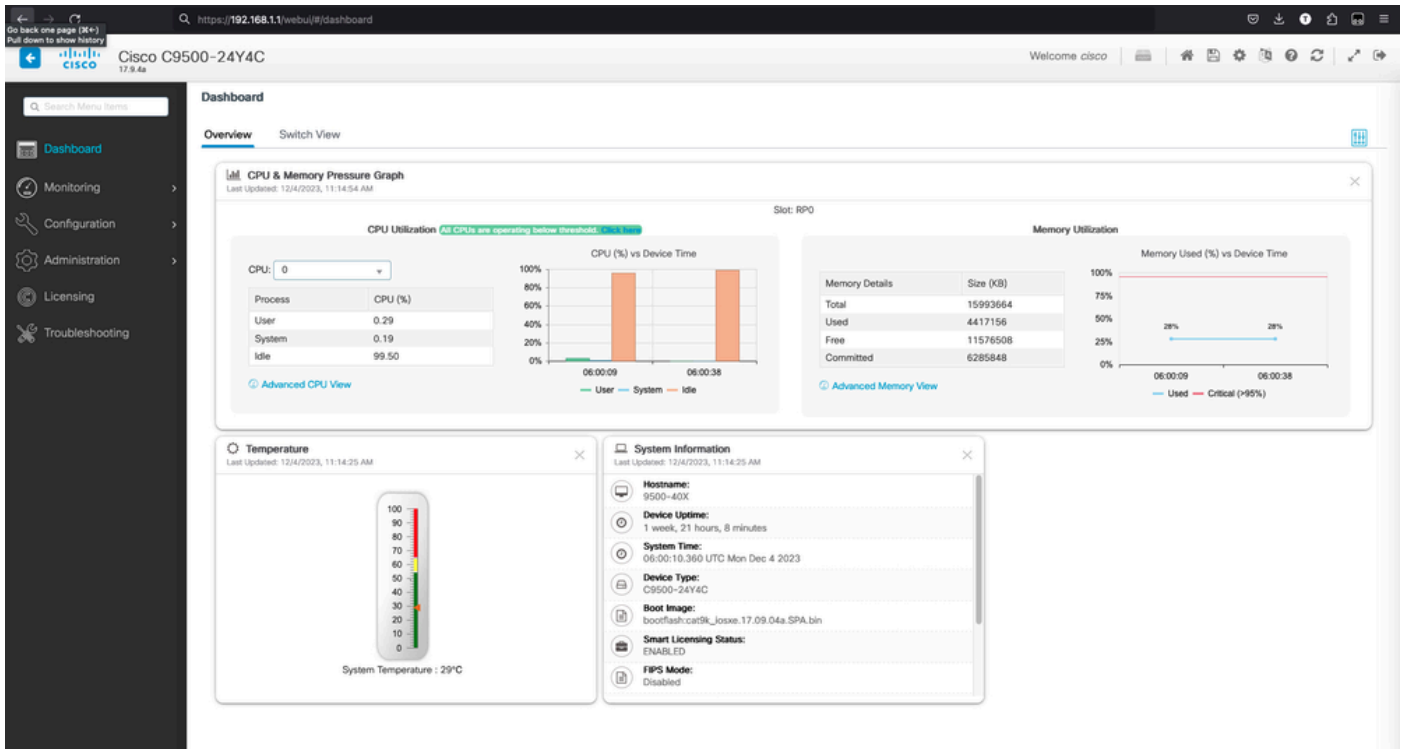 https://192.168.1.1/webui/#/dashboard
Go back one page (⌘←)
Pull down to show history
CISCO
Cisco C9500-24Y4C
17.9.4a
Welcome cisco
Search Menu Items
Dashboard
Monitoring
Configuration
Administration
Licensing
Troubleshooting
Dashboard
Overview Switch View
CPU & Memory Pressure Graph
Last Updated: 12/4/2023, 11:14:54 AM
Slot: RP0
CPU Utilization All CPUs are operating below threshold. Click here
CPU: 0
Process CPU (%)
User 0.29
System 0.19
Idle 99.50
Advanced CPU View
CPU (%) vs Device Time
100%
80%
60%
40%
20%
0%
06:00:09 06:00:38
User System Idle
Memory Utilization
Memory Details Size (KB)
Total 15993664
Used 4417156
Free 11576508
Committed 6285848
Advanced Memory View
Memory Used (%) vs Device Time
100%
75%
50%
25%
0%
28% 28%
06:00:09 06:00:38
Used Critical (>95%)
Temperature
Last Updated: 12/4/2023, 11:14:25 AM
100
90
80
70
60
50
40
30
20
10
0
System Temperature : 29°C
System Information
Last Updated: 12/4/2023, 11:14:25 AM
Hostname:
9500-40X
Device Uptime:
1 week, 21 hours, 8 minutes
System Time:
06:00:10.360 UTC Mon Dec 4 2023
Device Type:
C9500-24Y4C
Boot Image:
bootflash:cat9k_iosxe.17.09.04a.SPA.bin
Smart Licensing Status:
ENABLED
FIPS Mode:
Disabled